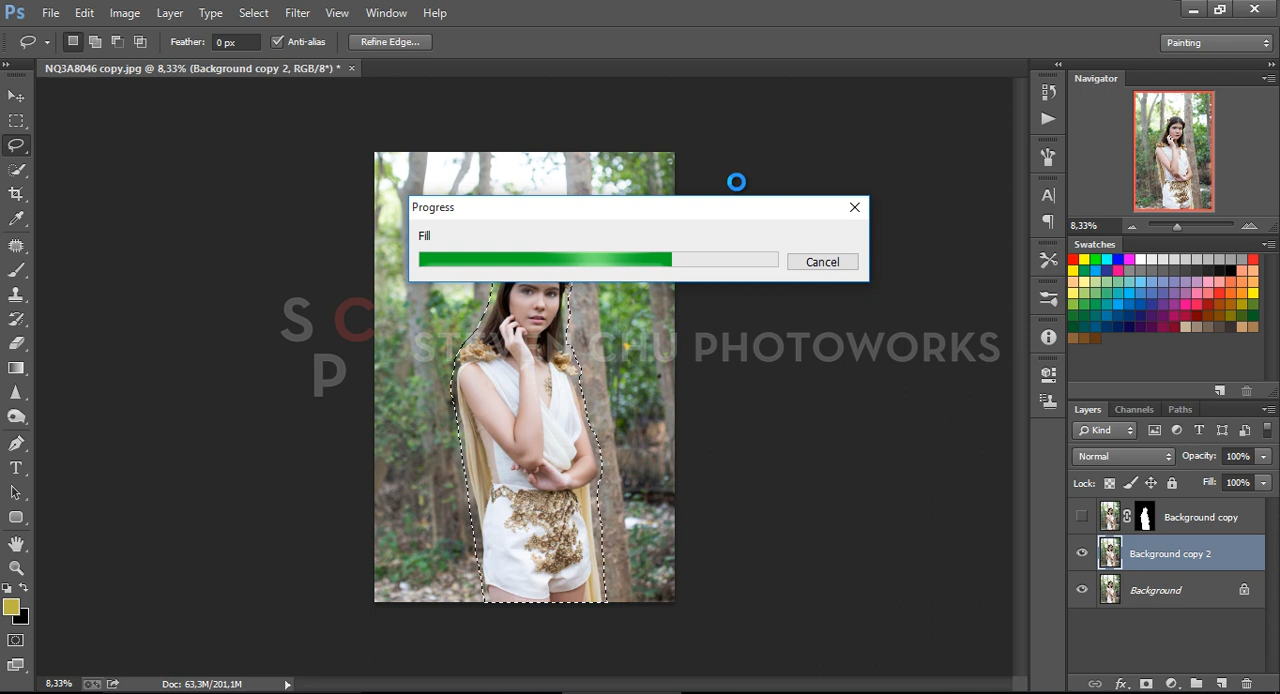 Ps File Edit Image Layer Type Select Filter View Window Help
Feather: 0 px Anti-alias Refine Edge... Painting
NQ3A8046 copy.jpg @ 8,33% (Background copy 2, RGB/8*) * ×
Navigator
Progress
Fill
Cancel
8,33%
Swatches
S C
P
STEVEN CHU PHOTOWORKS
Layers Channels Paths
Kind
Normal Opacity: 100%
Lock: Fill: 100%
Background copy
Background copy 2
Background
fx
8,33% Doc: 63,3M/201,1M